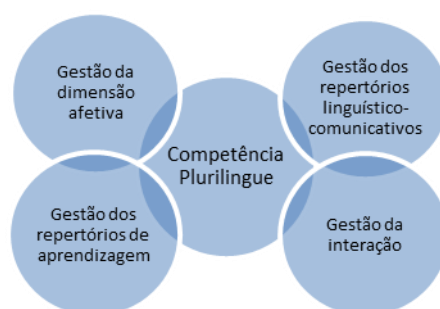 Gestão da
dimensão
afetiva
Gestão dos
repertórios
linguístico-
comunicativos
Competência
Plurilingue
Gestão dos
repertórios de
aprendizagem
Gestão da
interação